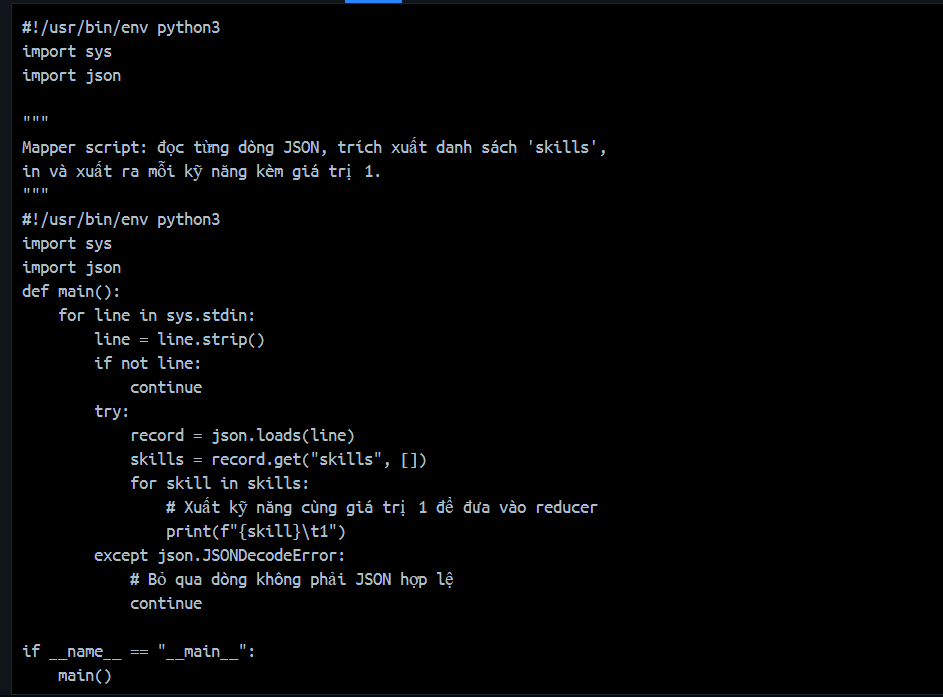 #!/usr/bin/env python3
import sys
import json

"""
Mapper script: đọc từng dòng JSON, trích xuất danh sách 'skills',
in và xuất ra mỗi kỹ năng kèm giá trị 1.
"""
#!/usr/bin/env python3
import sys
import json
def main():
    for line in sys.stdin:
        line = line.strip()
        if not line:
            continue
        try:
            record = json.loads(line)
            skills = record.get("skills", [])
            for skill in skills:
                # Xuất kỹ năng cùng giá trị 1 để đưa vào reducer
                print(f"{skill}\t1")
        except json.JSONDecodeError:
            # Bỏ qua dòng không phải JSON hợp lệ
            continue

if __name__ == "__main__":
    main()